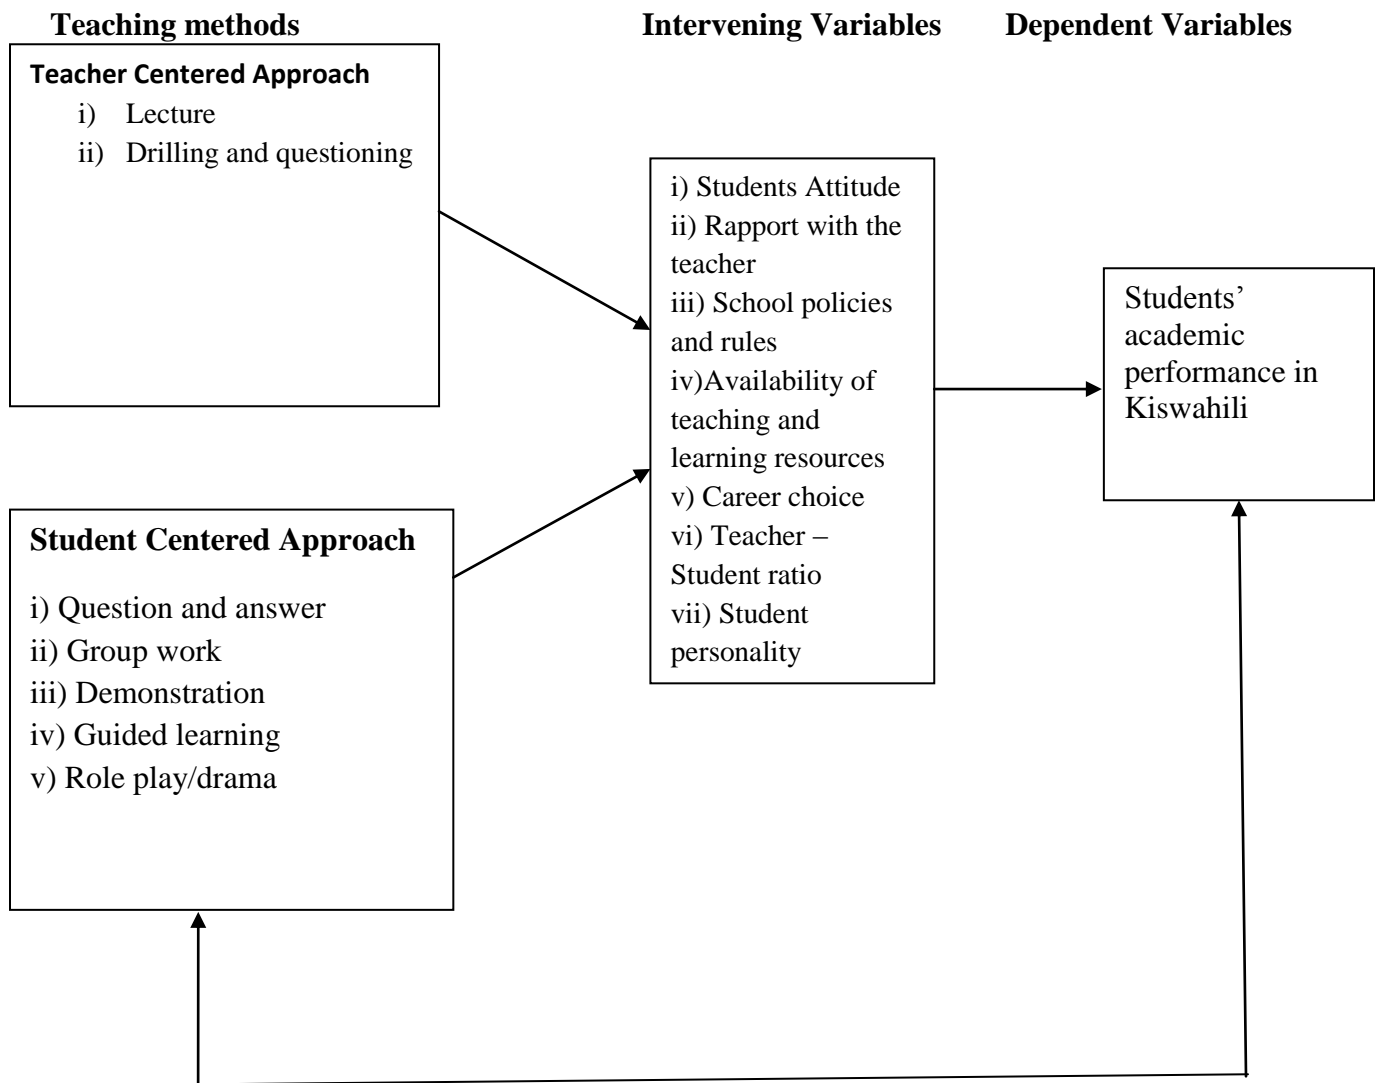 Teaching methods
Intervening Variables
Dependent Variables
Teacher Centered Approach
i) Lecture
ii) Drilling and questioning
Student Centered Approach
i) Question and answer
ii) Group work
iii) Demonstration
iv) Guided learning
v) Role play/drama
i) Students Attitude
ii) Rapport with the
teacher
iii) School policies
and rules
iv)Availability of
teaching and
learning resources
v) Career choice
vi) Teacher –
Student ratio
vii) Student
personality
Students’
academic
performance in
Kiswahili